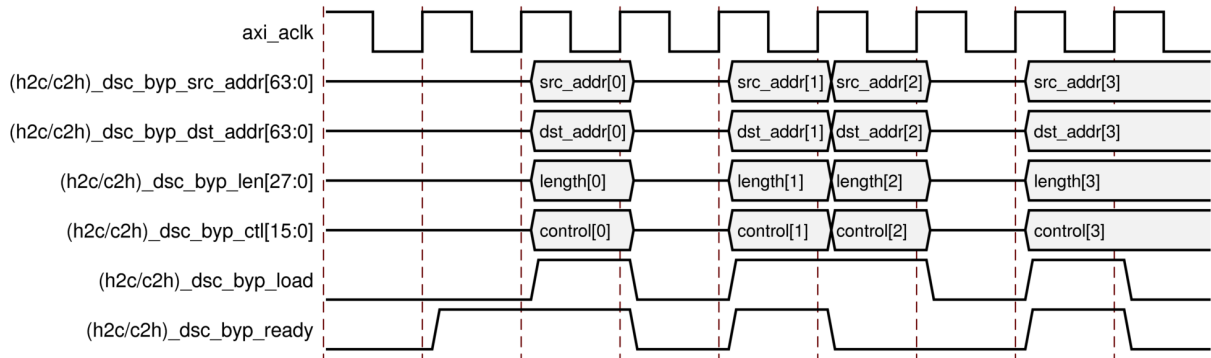 axi_aclk
(h2c/c2h)_dsc_byp_src_addr[63:0] src_addr[0] src_addr[1] src_addr[2] src_addr[3]
(h2c/c2h)_dsc_byp_dst_addr[63:0] dst_addr[0] dst_addr[1] dst_addr[2] dst_addr[3]
(h2c/c2h)_dsc_byp_len[27:0] length[0] length[1] length[2] length[3]
(h2c/c2h)_dsc_byp_ctl[15:0] control[0] control[1] control[2] control[3]
(h2c/c2h)_dsc_byp_load
(h2c/c2h)_dsc_byp_ready